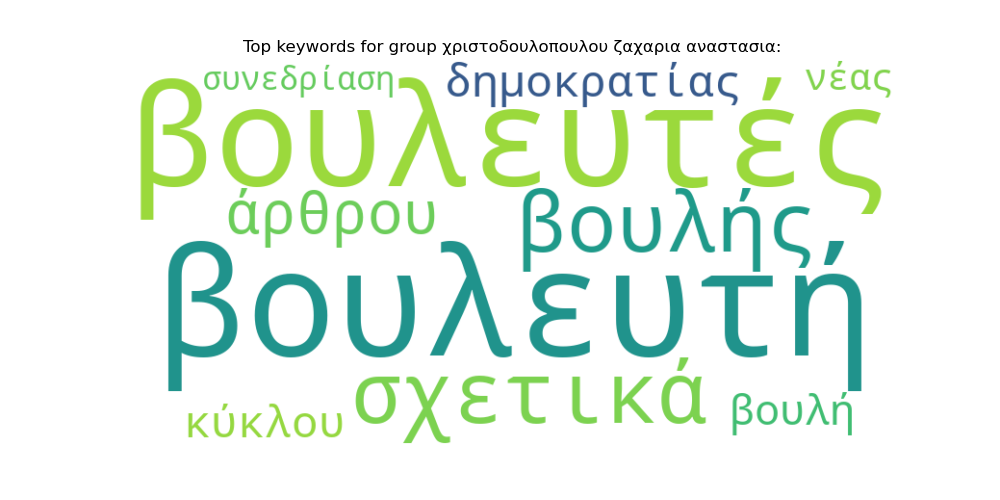 Top keywords for group χριστοδουλοπουλου ζαχαρια αναστασια:
συνεδρίαση δημοκρατίας νέας
βουλευτές
άρθρου βουλής
βουλευτή
σχετικά
κύκλου βουλή